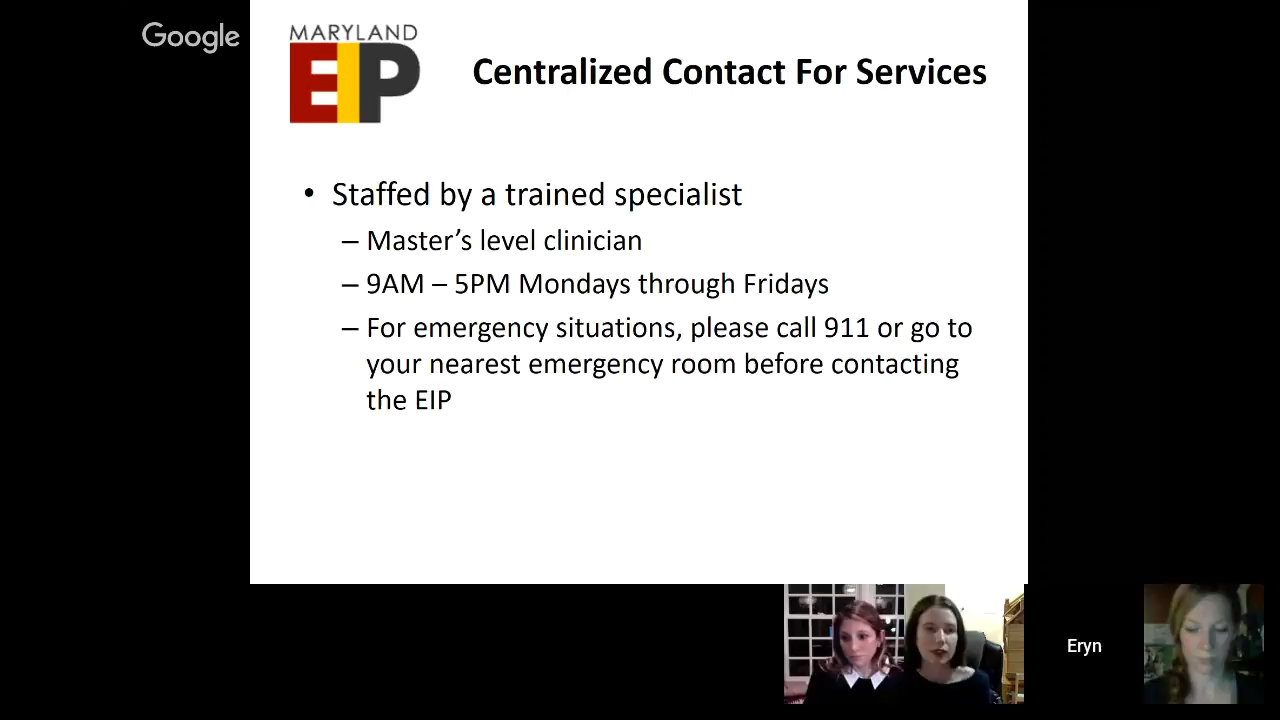 Google
MARYLAND
EIP
Centralized Contact For Services
• Staffed by a trained specialist
– Master’s level clinician
– 9AM – 5PM Mondays through Fridays
– For emergency situations, please call 911 or go to
your nearest emergency room before contacting
the EIP
Eryn